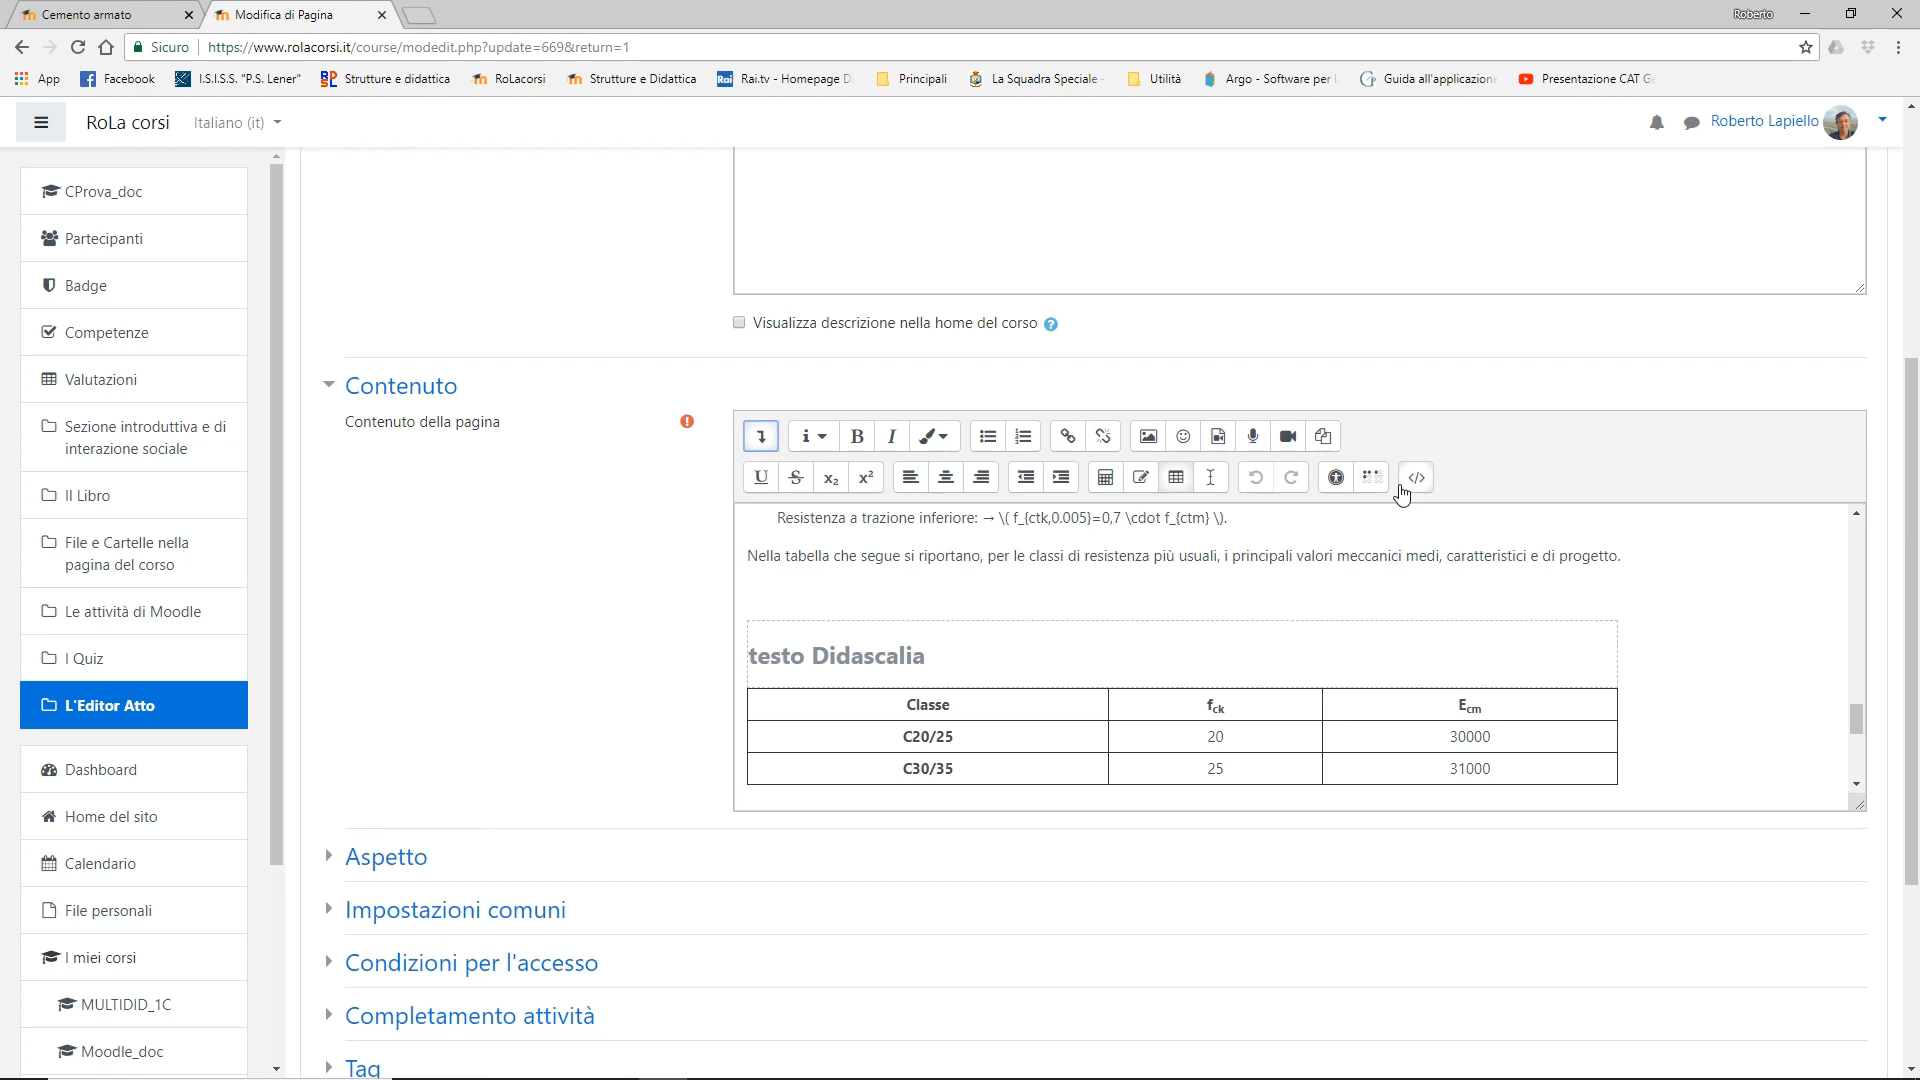 Cemento armato
Modifica di Pagina
Roberto
Sicuro
https://www.rolacorsi.it/course/modedit.php?update=669&return=1
App
Facebook
I.S.I.S.S. "P.S. Lener"
Strutture e didattica
RoLacorsi
Strutture e Didattica
Rai.tv - Homepage D
Principali
La Squadra Speciale
Utilità
Argo - Software per
Guida all'applicazion
Presentazione CAT Ge
RoLa corsi
Italiano (it)
Roberto Lapiello
CProva_doc
Partecipanti
Badge
Competenze
Valutazioni
Sezione introduttiva e di
interazione sociale
Il Libro
File e Cartelle nella
pagina del corso
Le attività di Moodle
I Quiz
L'Editor Atto
Dashboard
Home del sito
Calendario
File personali
I miei corsi
MULTIDID_1C
Moodle_doc
Visualizza descrizione nella home del corso
Contenuto
Contenuto della pagina
Resistenza a trazione inferiore: → \( f_{ctk,0.005}=0,7 \cdot f_{ctm} \).
Nella tabella che segue si riportano, per le classi di resistenza più usuali, i principali valori meccanici medi, caratteristici e di progetto.
testo Didascalia
Classe fck Ecm
C20/25 20 30000
C30/35 25 31000
Aspetto
Impostazioni comuni
Condizioni per l'accesso
Completamento attività
Tag